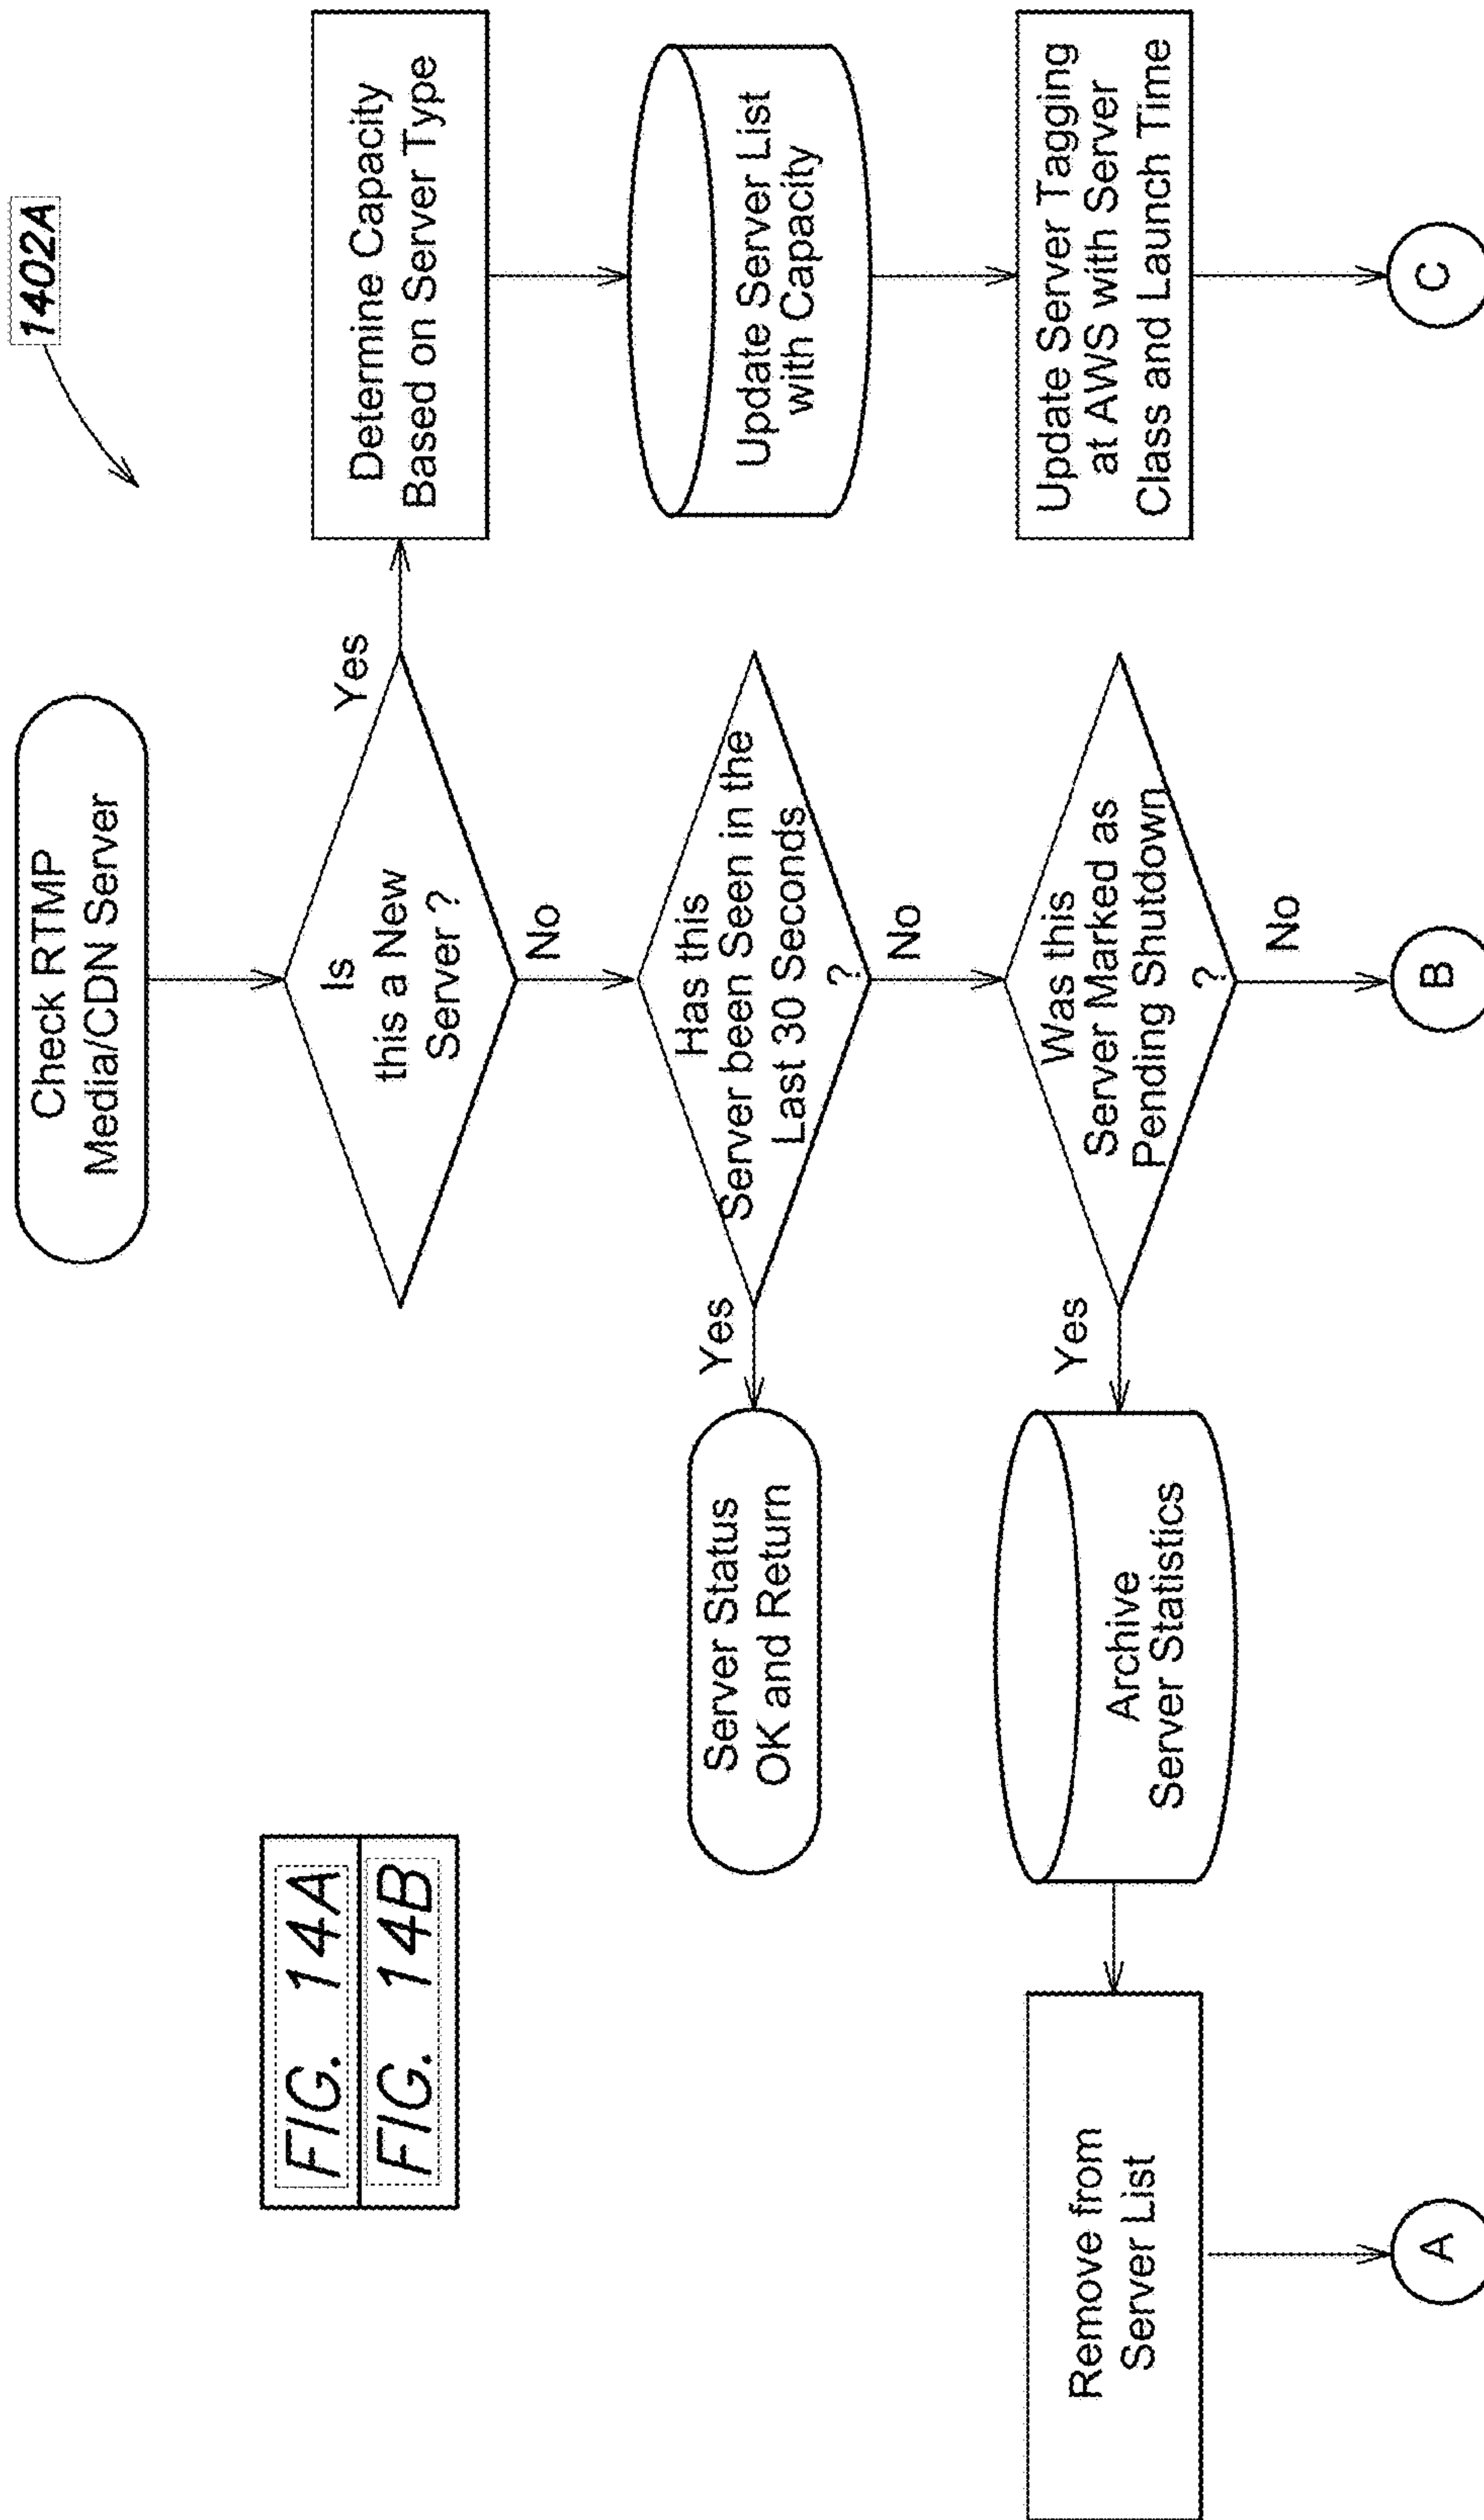 1402A
Check RTMP
Media/CDN Server
Is
this a New
Server ?
Yes
Determine Capacity
Based on Server Type
FIG. 14A
FIG. 14B
No
Server Status
OK and Return
Yes
Has this
Server been Seen in the
Last 30 Seconds
?
Update Server List
with Capacity
No
Remove from
Server List
Archive
Server Statistics
Yes
Was this
Server Marked as
Pending Shutdown
?
Update Server Tagging
at AWS with Server
Class and Launch Time
No
A
B
C